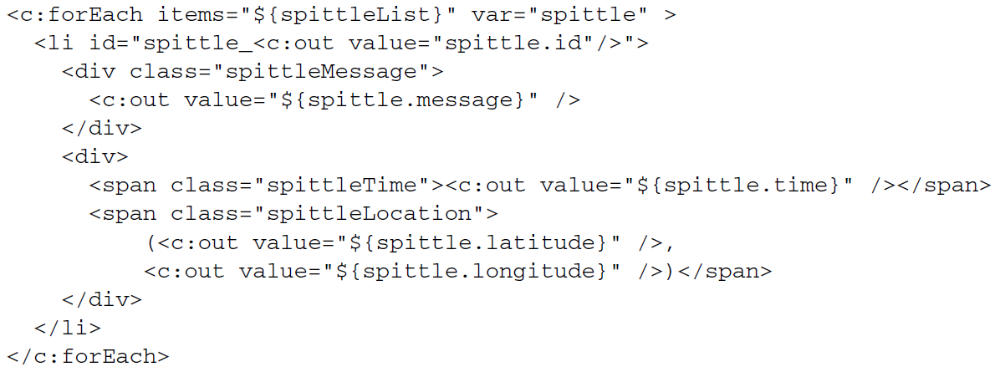 <c:forEach items="${spittleList}" var="spittle" >
  <li id="spittle_<c:out value="spittle.id"/>">
    <div class="spittleMessage">
      <c:out value="${spittle.message}" />
    </div>
    <div>
      <span class="spittleTime"><c:out value="${spittle.time}" /></span>
      <span class="spittleLocation">
          (<c:out value="${spittle.latitude}" />,
          <c:out value="${spittle.longitude}" />)</span>
    </div>
  </li>
</c:forEach>